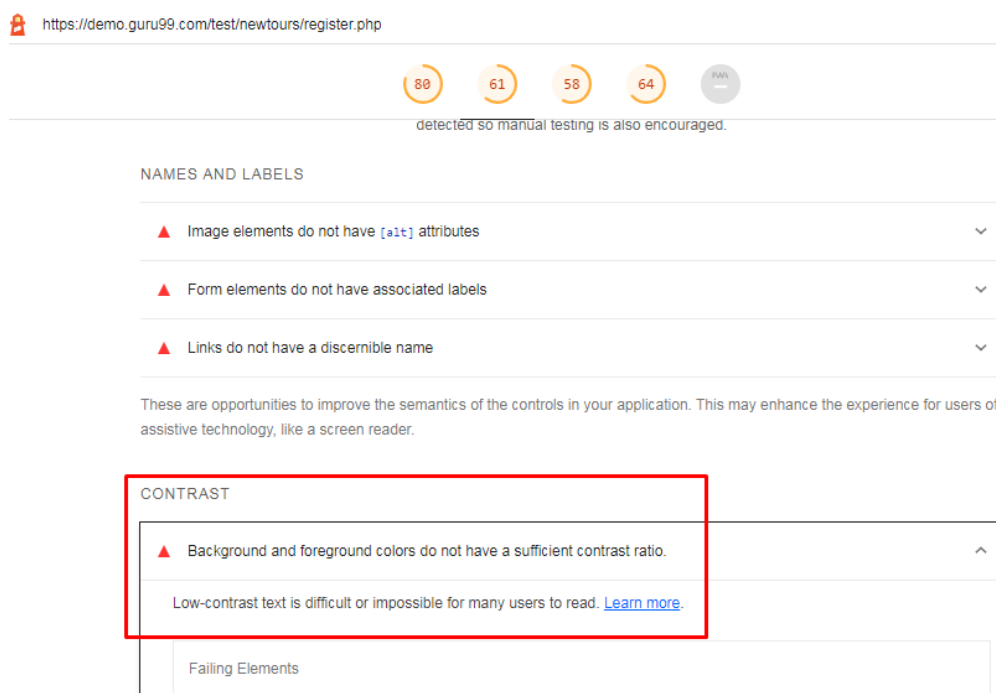 https://demo.guru99.com/test/newtours/register.php
80 61 58 64 PWA
detected so manual testing is also encouraged.
NAMES AND LABELS
Image elements do not have [alt] attributes
Form elements do not have associated labels
Links do not have a discernible name
These are opportunities to improve the semantics of the controls in your application. This may enhance the experience for users of
assistive technology, like a screen reader.
CONTRAST
Background and foreground colors do not have a sufficient contrast ratio.
Low-contrast text is difficult or impossible for many users to read. Learn more.
Failing Elements